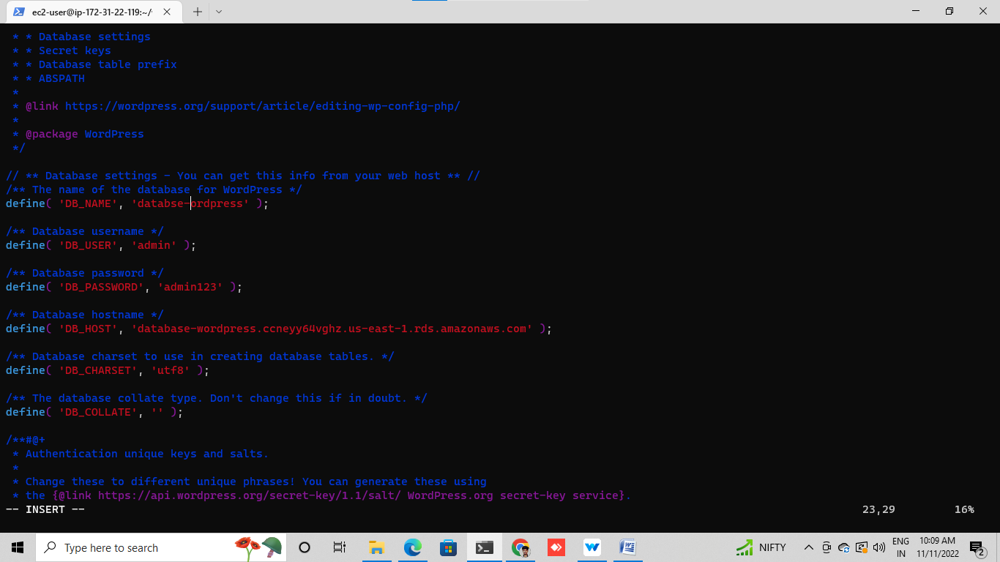 ec2-user@ip-172-31-22-119:~/
* * Database settings
* * Secret keys
* * Database table prefix
* * ABSPATH
*
* @link https://wordpress.org/support/article/editing-wp-config-php/
*
* @package WordPress
*/
// ** Database settings - You can get this info from your web host ** //
/** The name of the database for WordPress */
define( 'DB_NAME', 'databse-ordpress' );
/** Database username */
define( 'DB_USER', 'admin' );
/** Database password */
define( 'DB_PASSWORD', 'admin123' );
/** Database hostname */
define( 'DB_HOST', 'database-wordpress.ccneyy64vghz.us-east-1.rds.amazonaws.com' );
/** Database charset to use in creating database tables. */
define( 'DB_CHARSET', 'utf8' );
/** The database collate type. Don't change this if in doubt. */
define( 'DB_COLLATE', '' );
/**#@+
* Authentication unique keys and salts.
*
* Change these to different unique phrases! You can generate these using
* the {@link https://api.wordpress.org/secret-key/1.1/salt/ WordPress.org secret-key service}.
-- INSERT -- 23,29 16%
Type here to search
NIFTY
ENG
IN
10:09 AM
11/11/2022
2